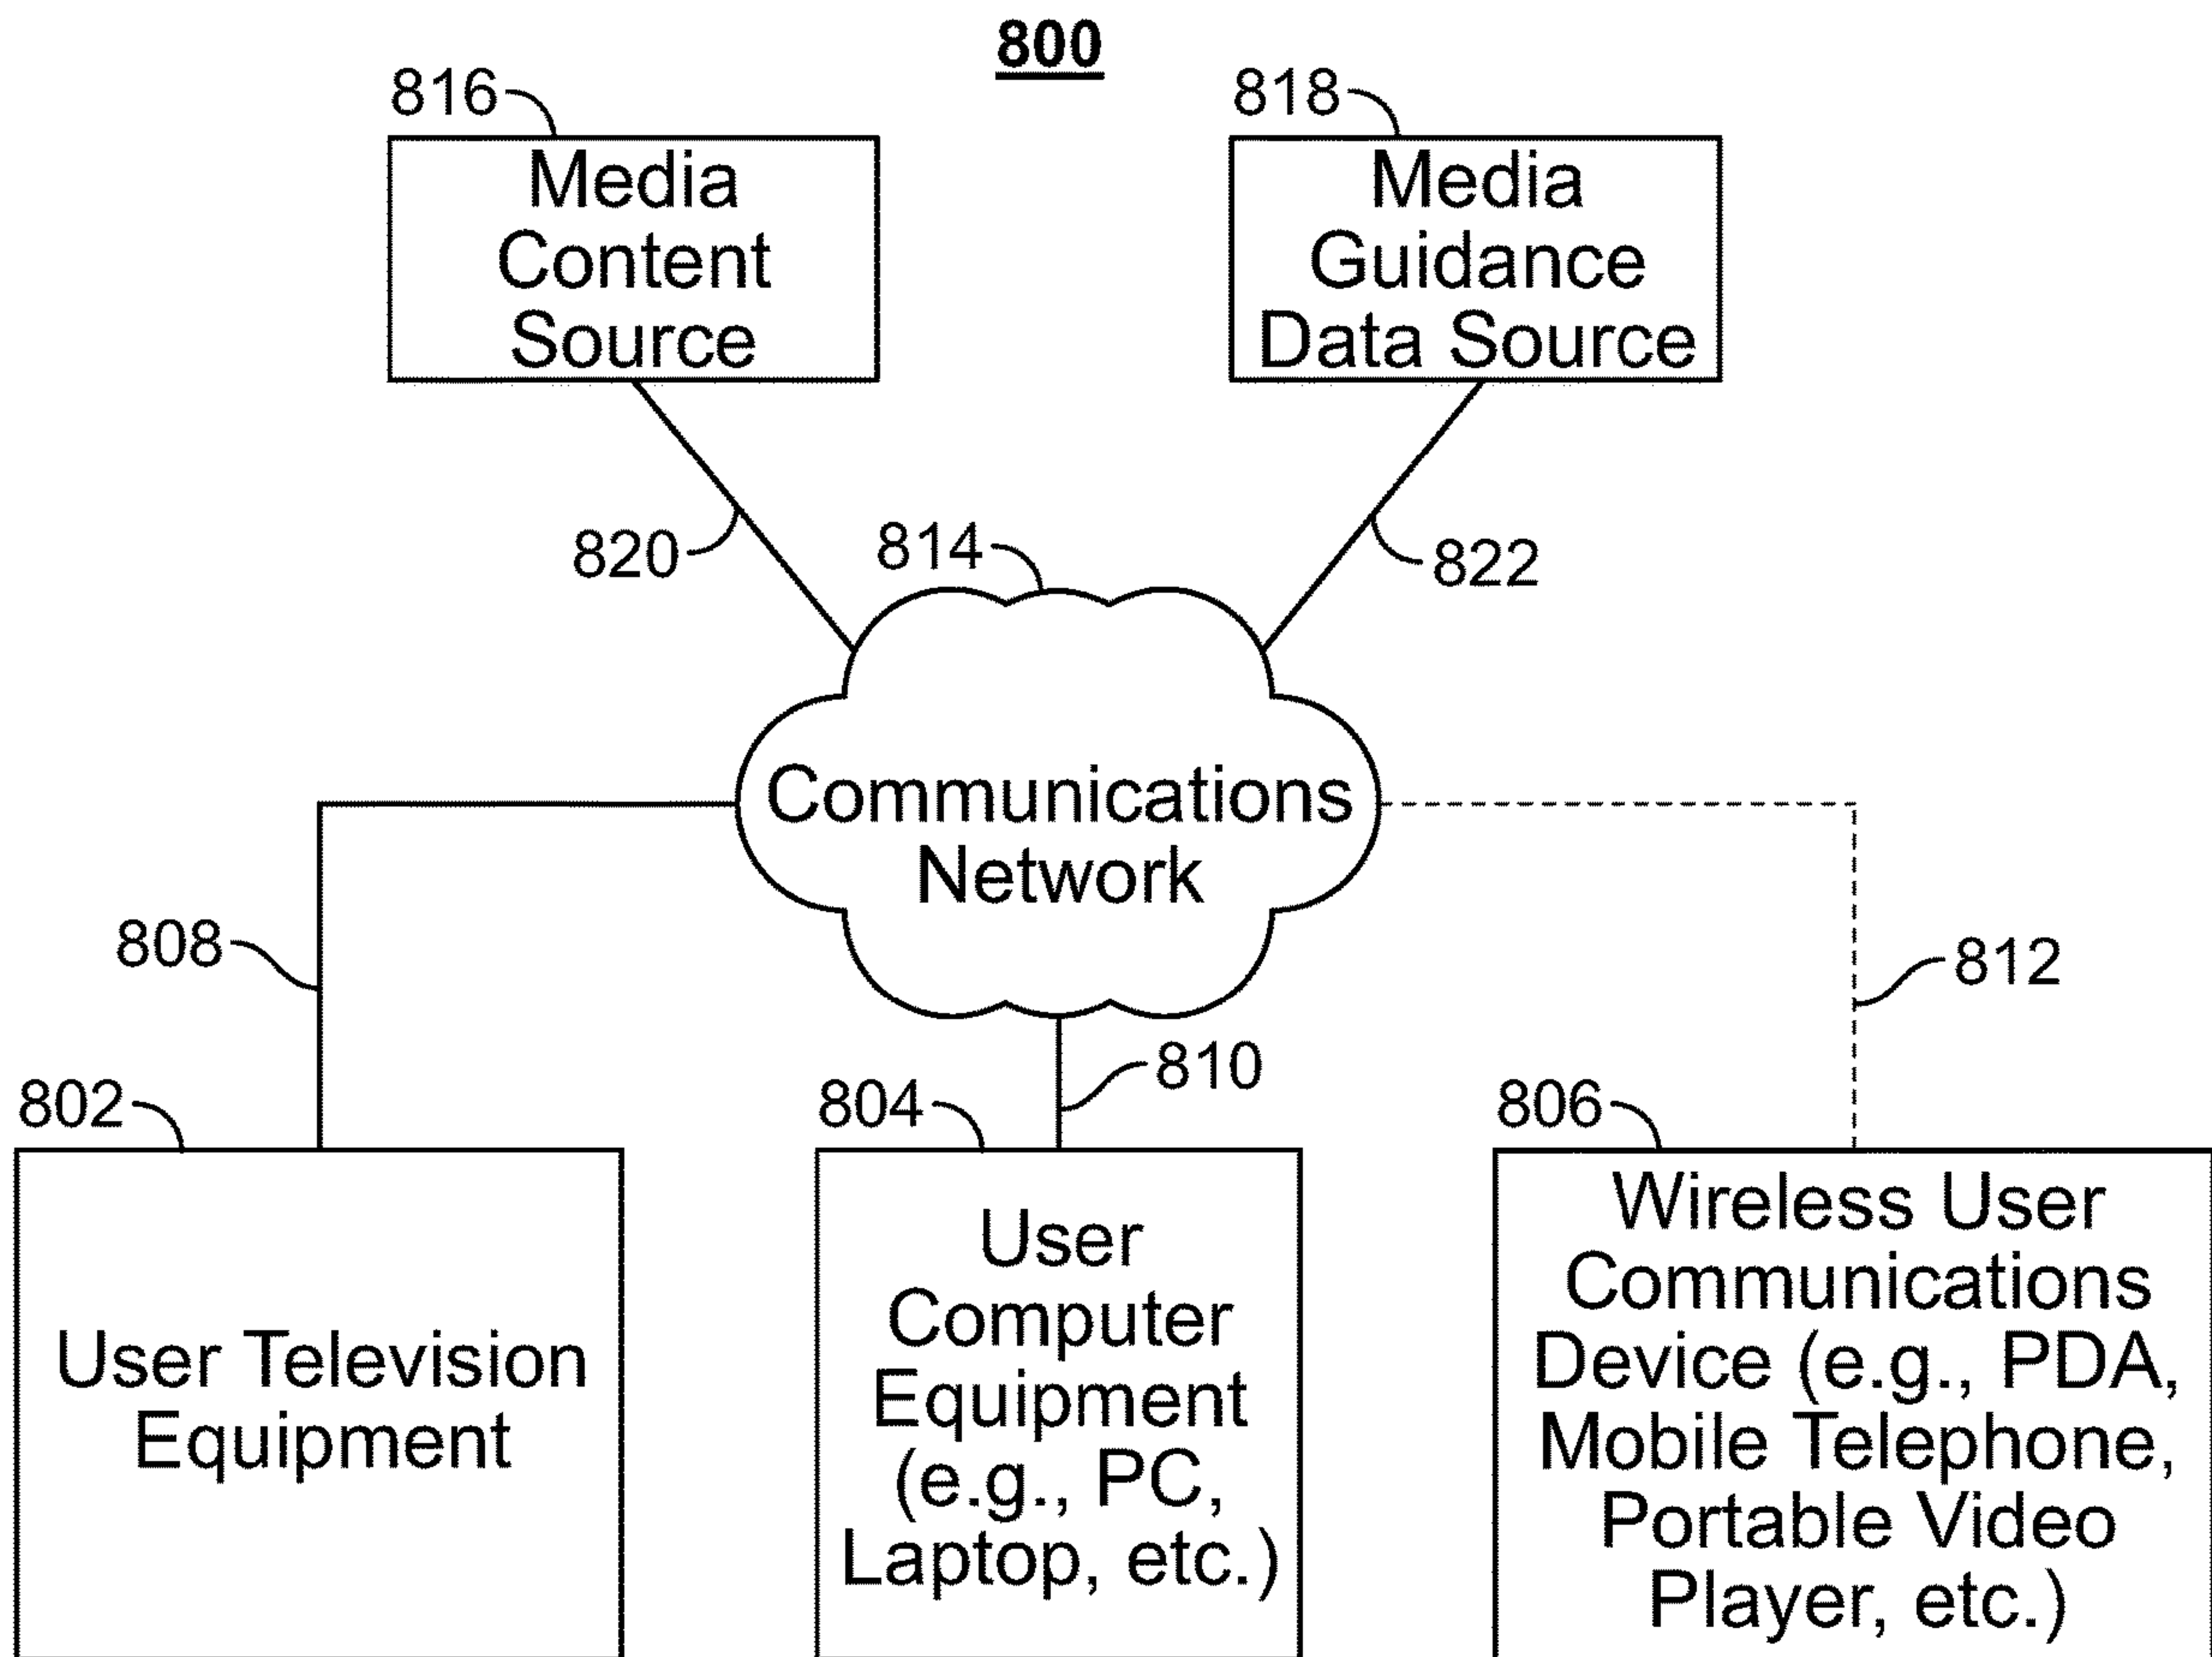 800
816
818
Media
Content
Source
Media
Guidance
Data Source
820
814
822
Communications
Network
808
812
810
802
804
806
User Television
Equipment
User
Computer
Equipment
(e.g., PC,
Laptop, etc.)
Wireless User
Communications
Device (e.g., PDA,
Mobile Telephone,
Portable Video
Player, etc.)